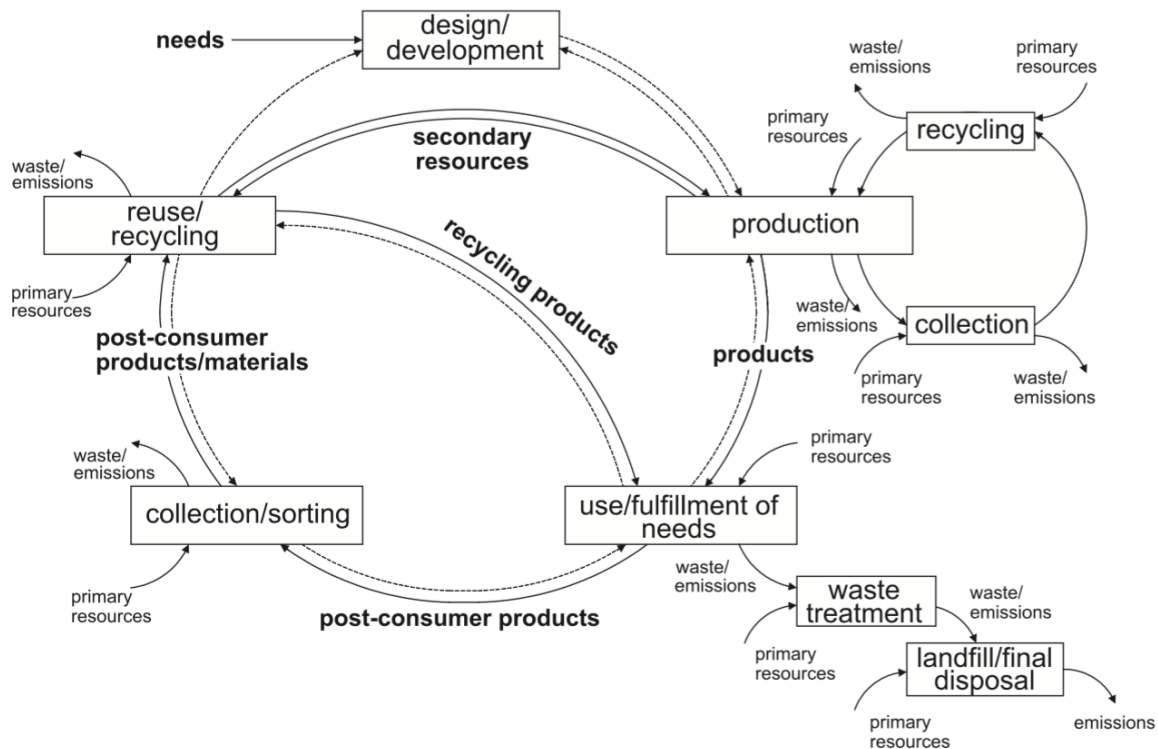 needs
design/
development
waste/
emissions
primary
resources
primary
resources
recycling
secondary
resources
waste/
emissions
reuse/
recycling
production
recycling products
primary
resources
waste/
emissions
collection
post-consumer
products/materials
products
primary
resources
waste/
emissions
primary
resources
waste/
emissions
collection/sorting
use/fulfillment of
needs
primary
resources
waste/
emissions
waste
treatment
waste/
emissions
post-consumer products
primary
resources
landfill/final
disposal
primary
resources
emissions